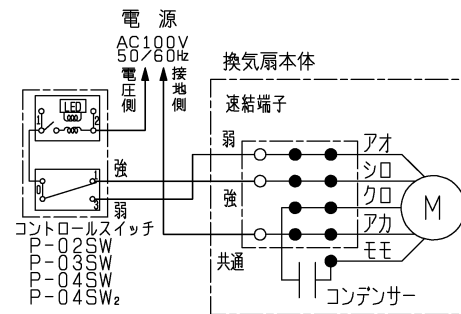 電 源
AC100V
50/60Hz
電圧側
接地側
換気扇本体
速結端子
LED
1
2
0
1
3
強
弱
弱
強
共通
アオ
シロ
クロ
アカ
モモ
M
コンデンサー
コントロールスイッチ
P-02SW
P-03SW
P-04SW
P-04SW₂